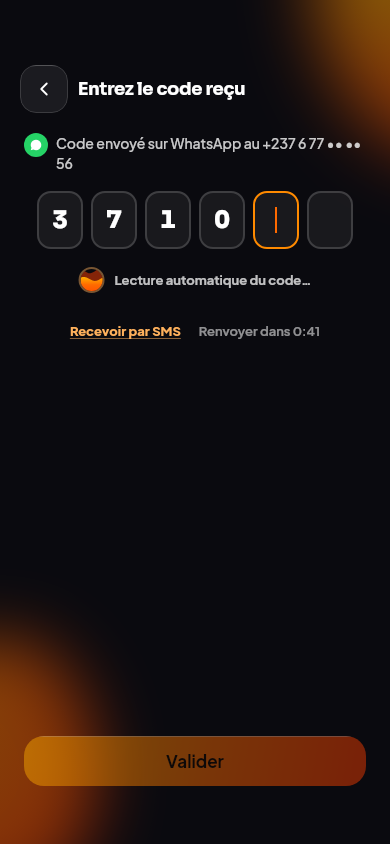 Entrez le code reçu
Code envoyé sur WhatsApp au +237 6 77 •• ••
56
3 7 1 0
Lecture automatique du code…
Recevoir par SMS Renvoyer dans 0:41
Valider